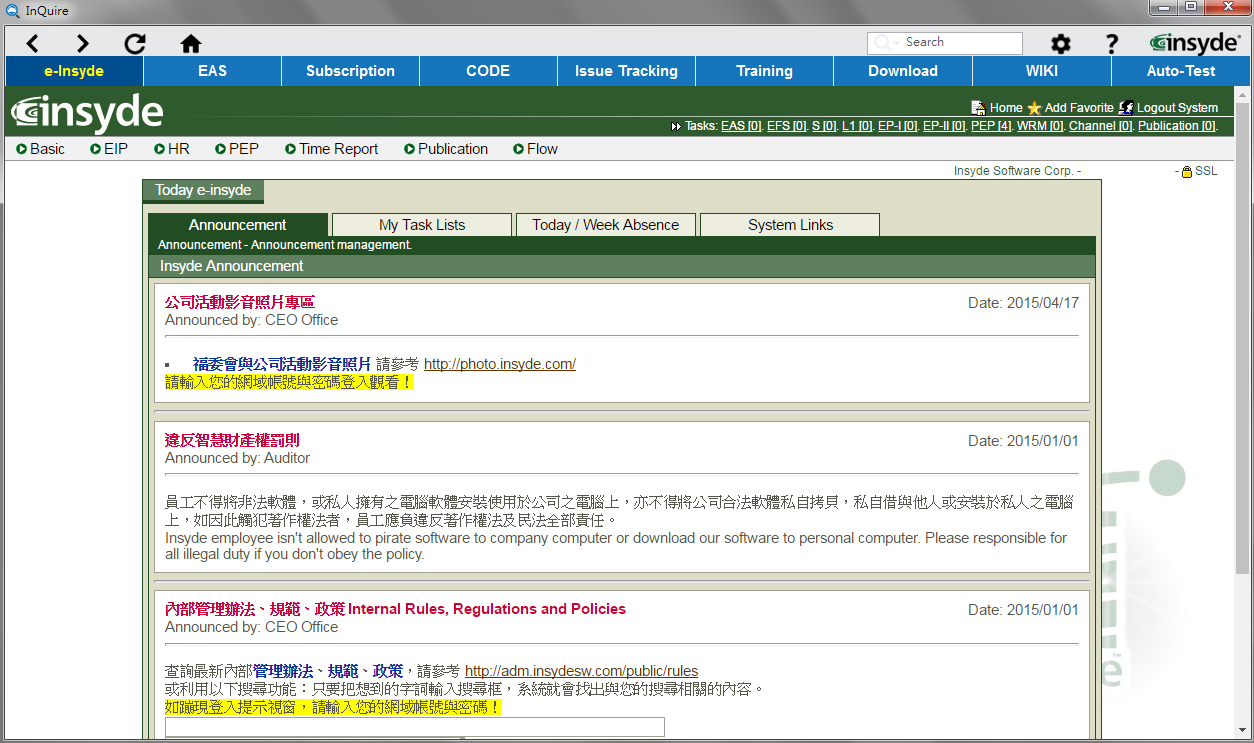 InQuire
Search
insyde
e-Insyde
EAS
Subscription
CODE
Issue Tracking
Training
Download
WIKI
Auto-Test
insyde
Home Add Favorite Logout System
Tasks: EAS [0]. EFS [0]. S [0]. L1 [0]. EP-I [0]. EP-II [0]. PEP [4]. WRM [0]. Channel [0]. Publication [0].
Basic
EIP
HR
PEP
Time Report
Publication
Flow
Insyde Software Corp. -
- SSL
Today e-insyde
Announcement
My Task Lists
Today / Week Absence
System Links
Announcement - Announcement management.
Insyde Announcement
公司活動影音照片專區
Date: 2015/04/17
Announced by: CEO Office
福委會與公司活動影音照片 請參考 http://photo.insyde.com/
請輸入您的網域帳號與密碼登入觀看！
違反智慧財產權罰則
Date: 2015/01/01
Announced by: Auditor
員工不得將非法軟體，或私人擁有之電腦軟體安裝使用於公司之電腦上，亦不得將公司合法軟體私自拷貝，私自借與他人或安裝於私人之電腦
上，如因此觸犯著作權法者，員工應負違反著作權法及民法全部責任。
Insyde employee isn't allowed to pirate software to company computer or download our software to personal computer. Please responsible for
all illegal duty if you don't obey the policy.
內部管理辦法、規範、政策 Internal Rules, Regulations and Policies
Date: 2015/01/01
Announced by: CEO Office
查詢最新內部管理辦法、規範、政策，請參考 http://adm.insydesw.com/public/rules
或利用以下搜尋功能：只要把想到的字詞輸入搜尋框，系統就會找出與您的搜尋相關的內容。
如蹦現登入提示視窗，請輸入您的網域帳號與密碼！